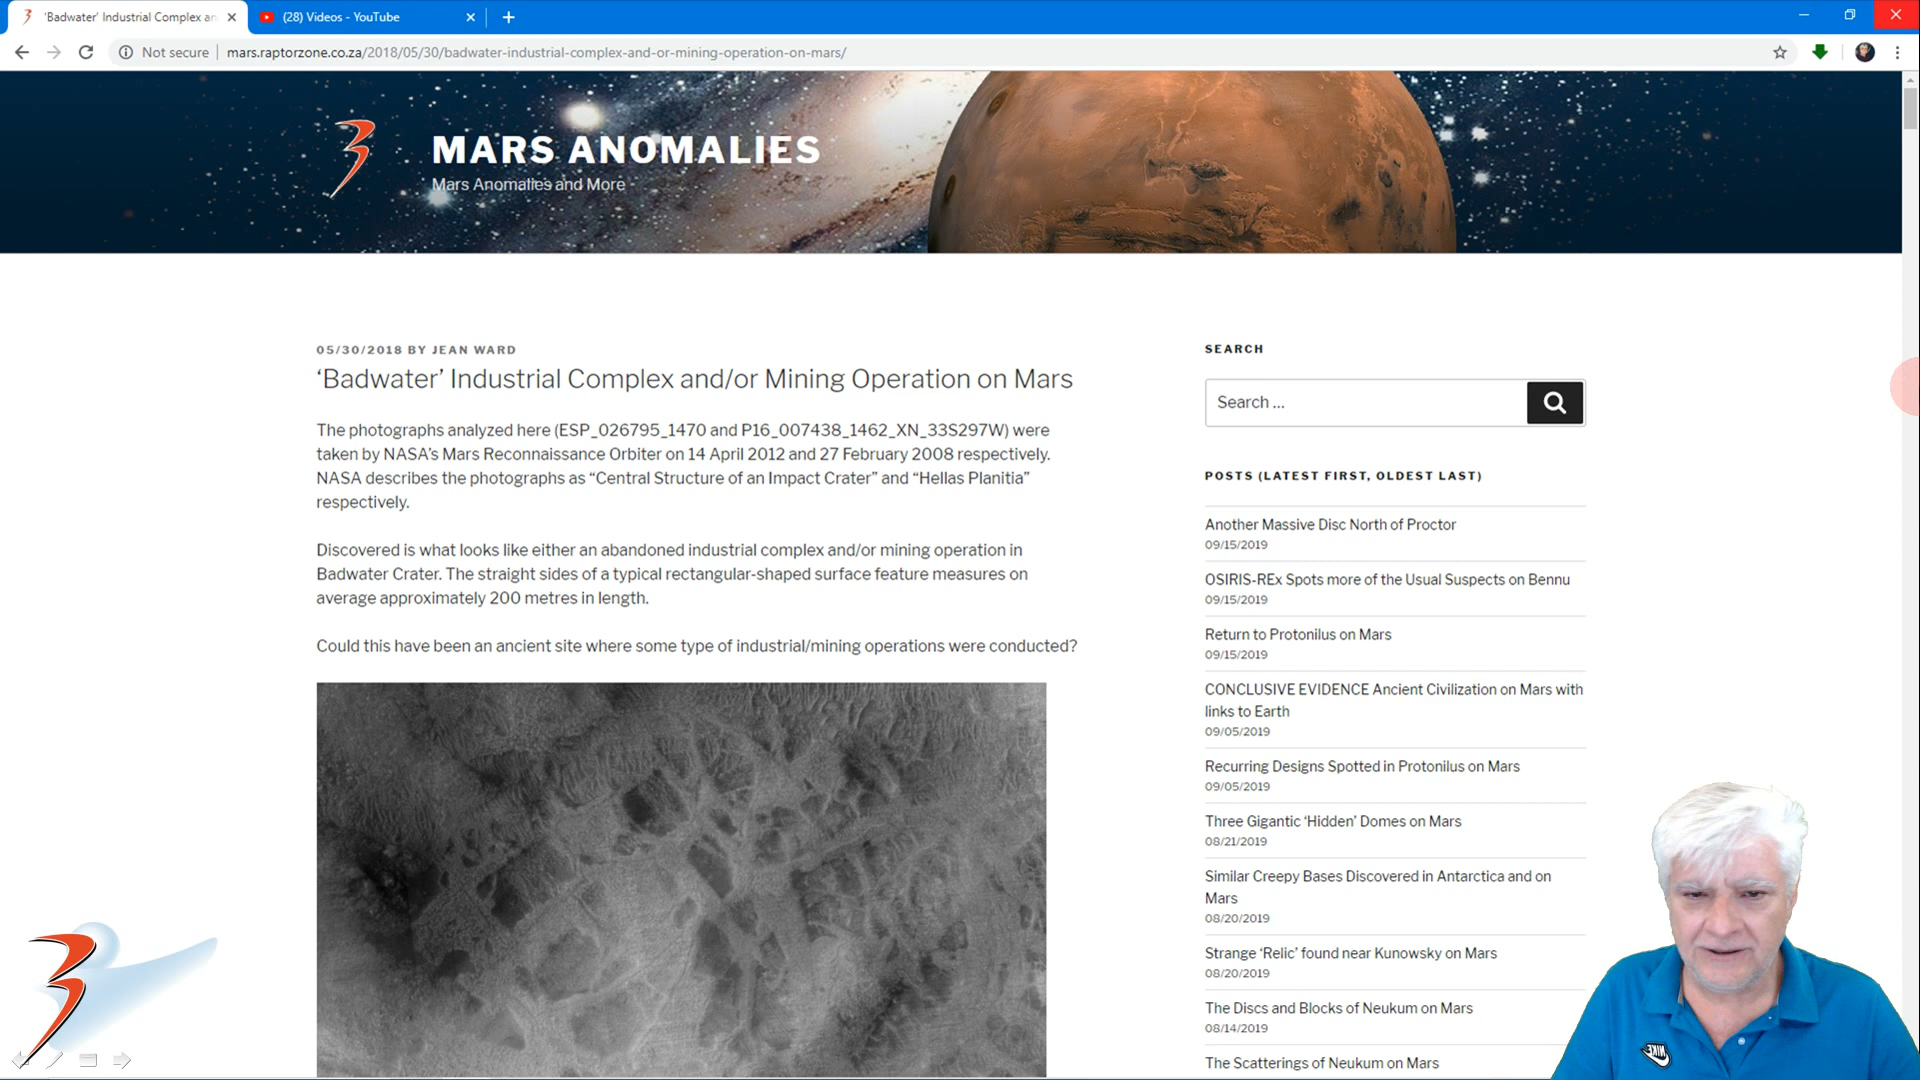 'Badwater' Industrial Complex an
(28) Videos - YouTube
Not secure
mars.raptorzone.co.za/2018/05/30/badwater-industrial-complex-and-or-mining-operation-on-mars/
MARS ANOMALIES
Mars Anomalies and More
05/30/2018 BY JEAN WARD
‘Badwater’ Industrial Complex and/or Mining Operation on Mars
The photographs analyzed here (ESP_026795_1470 and P16_007438_1462_XN_33S297W) were
taken by NASA’s Mars Reconnaissance Orbiter on 14 April 2012 and 27 February 2008 respectively.
NASA describes the photographs as “Central Structure of an Impact Crater” and “Hellas Planitia”
respectively.
Discovered is what looks like either an abandoned industrial complex and/or mining operation in
Badwater Crater. The straight sides of a typical rectangular-shaped surface feature measures on
average approximately 200 metres in length.
Could this have been an ancient site where some type of industrial/mining operations were conducted?
SEARCH
Search ...
POSTS (LATEST FIRST, OLDEST LAST)
Another Massive Disc North of Proctor
09/15/2019
OSIRIS-REx Spots more of the Usual Suspects on Bennu
09/15/2019
Return to Protonilus on Mars
09/15/2019
CONCLUSIVE EVIDENCE Ancient Civilization on Mars with
links to Earth
09/05/2019
Recurring Designs Spotted in Protonilus on Mars
09/05/2019
Three Gigantic ‘Hidden’ Domes on Mars
08/21/2019
Similar Creepy Bases Discovered in Antarctica and on
Mars
08/20/2019
Strange ‘Relic’ found near Kunowsky on Mars
08/20/2019
The Discs and Blocks of Neukum on Mars
08/14/2019
The Scatterings of Neukum on Mars
NIKE